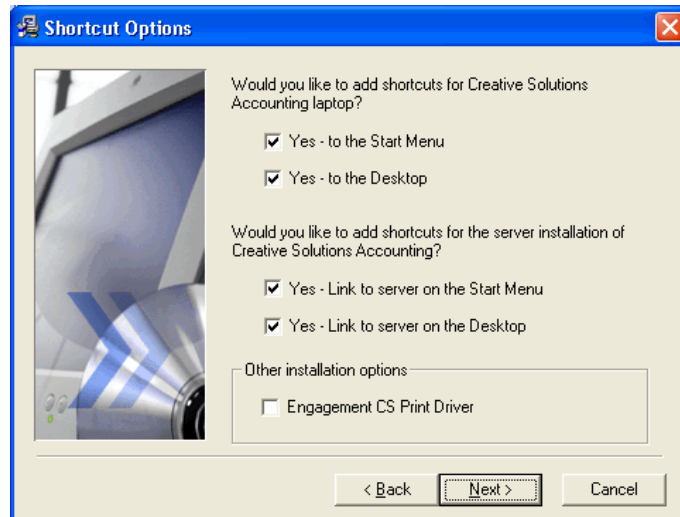 Shortcut Options
Would you like to add shortcuts for Creative Solutions
Accounting laptop?
Yes - to the Start Menu
Yes - to the Desktop
Would you like to add shortcuts for the server installation of
Creative Solutions Accounting?
Yes - Link to server on the Start Menu
Yes - Link to server on the Desktop
Other installation options
Engagement CS Print Driver
< Back
Next >
Cancel